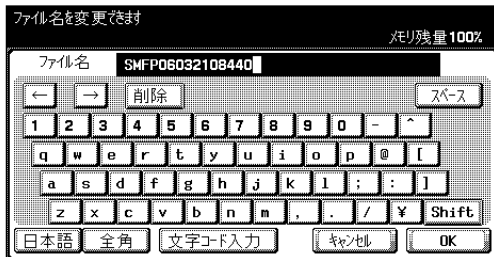 ファイル名を変更できます
メモリ残量100%
ファイル名 SMFP06032108440
← → 削除 スペース
1 2 3 4 5 6 7 8 9 0 - ^
q w e r t y u i o p @ [
a s d f g h j k l ; : ]
z x c v b n m , . / ¥ Shift
日本語 全角 文字コード入力 キャンセル OK